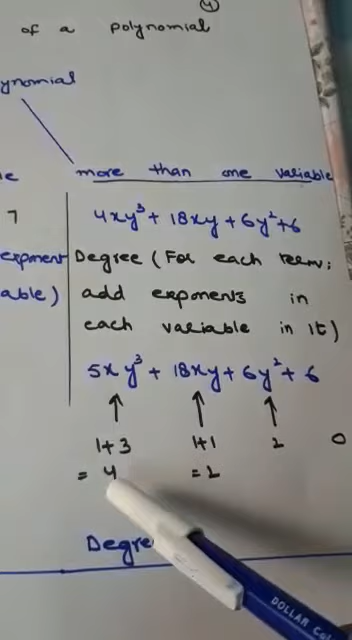 4
of a polynomial
ynomial
more than one variable
7
4xy³ + 18xy + 6y² + 6
exponent
Degree (For each term;
able)
add exponents in
each variable in it)
5xy³ + 18xy + 6y² + 6
1+3 1+1 2 0
= 4 = 2
Degre
DOLLAR